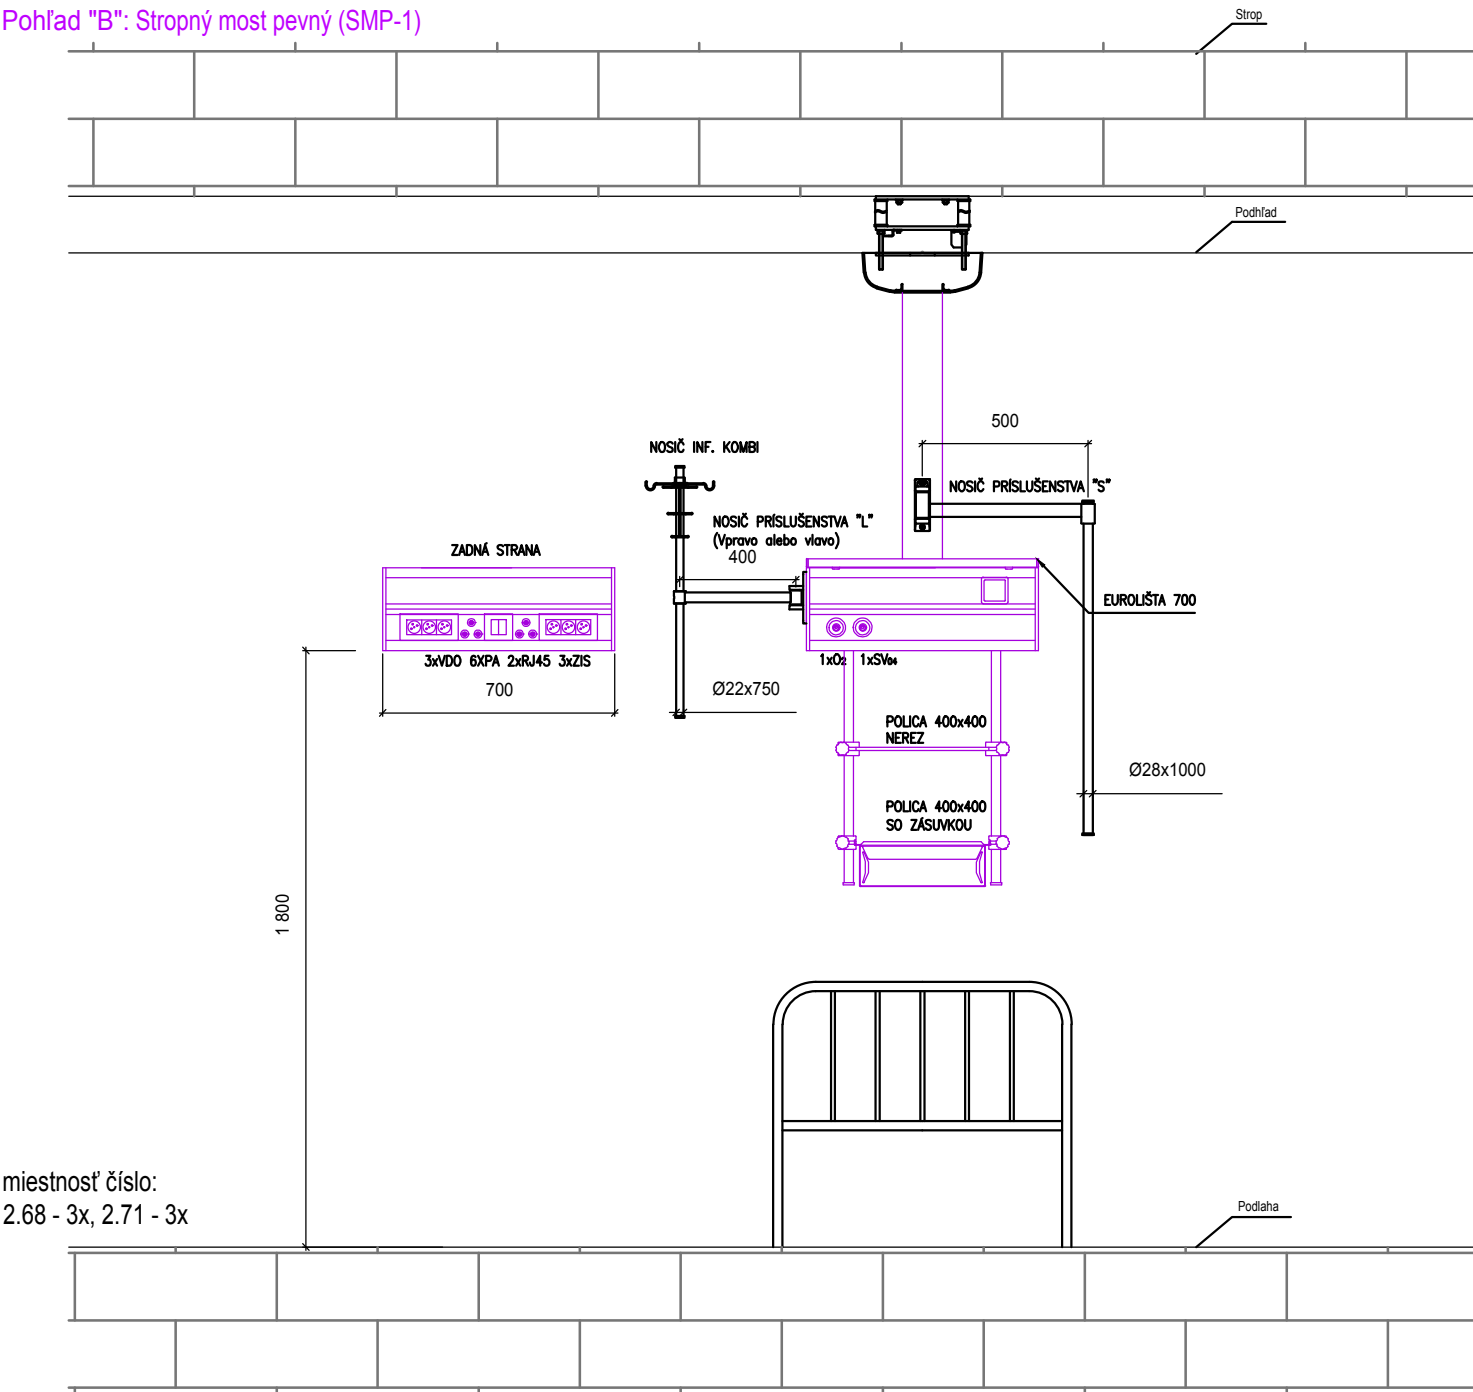 Pohľad "B": Stropný most pevný (SMP-1)
Strop
Podhľad
500
NOSIČ INF. KOMBI
NOSIČ PRÍSLUŠENSTVA "S"
NOSIČ PRÍSLUŠENSTVA "L"
(Vpravo alebo vlavo)
400
ZADNÁ STRANA
EUROLIŠTA 700
3xVDO 6XPA 2xRJ45 3xZIS
1xO2 1xSV04
700
Ø22x750
POLICA 400x400
NEREZ
Ø28x1000
POLICA 400x400
SO ZÁSUVKOU
1 800
miestnosť číslo:
2.68 - 3x, 2.71 - 3x
Podlaha